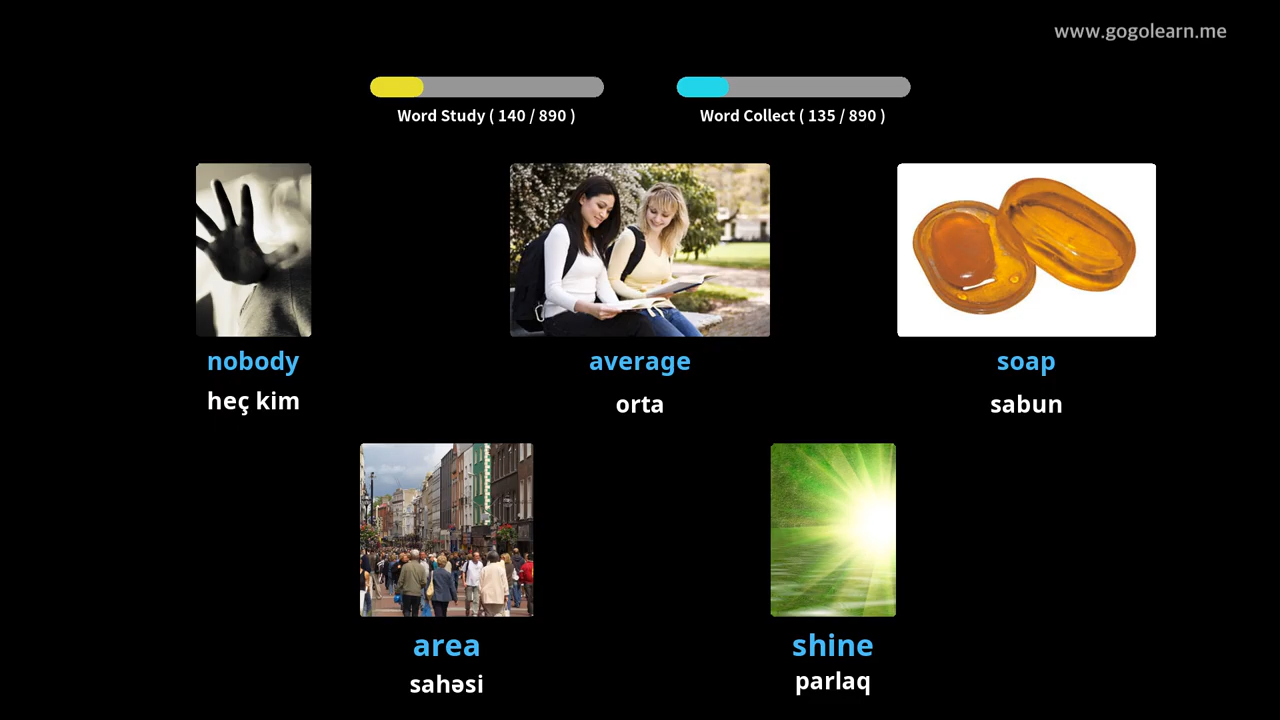 www.gogolearn.me
Word Study ( 140 / 890 )
Word Collect ( 135 / 890 )
nobody
heç kim
average
orta
soap
sabun
area
sahəsi
shine
parlaq